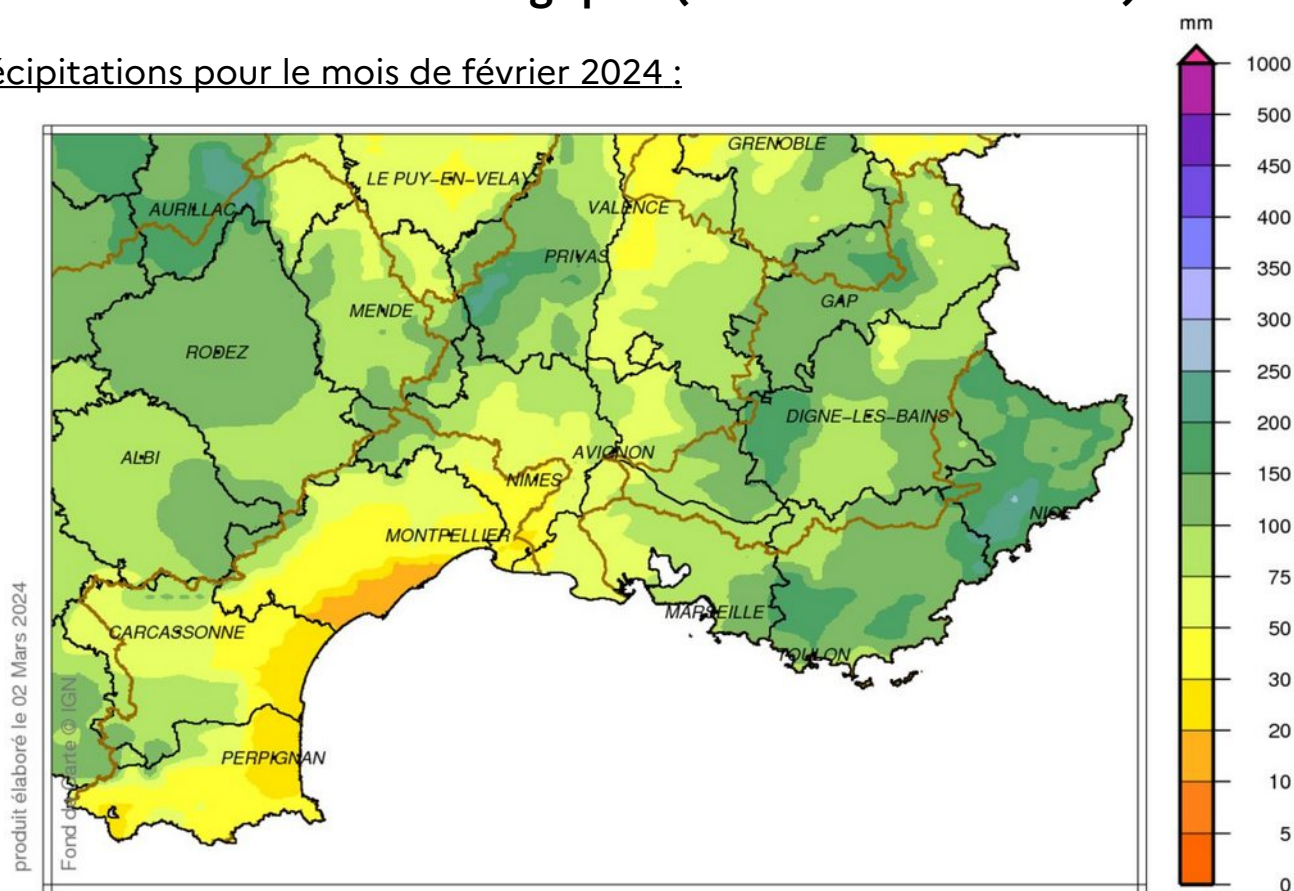 écipitations pour le mois de février 2024 :
mm
1000
500
450
400
350
300
250
200
150
100
75
50
30
20
10
5
0
GRENOBLE
LE PUY-EN-VELAY
AURILLAC
VALENCE
PRIVAS
MENDE
GAP
RODEZ
DIGNE-LES-BAINS
ALBI
AVIGNON
NIMES
NICE
MONTPELLIER
MARSEILLE
CARCASSONNE
TOULON
PERPIGNAN
produit élaboré le 02 Mars 2024
Fond de Carte © IGN